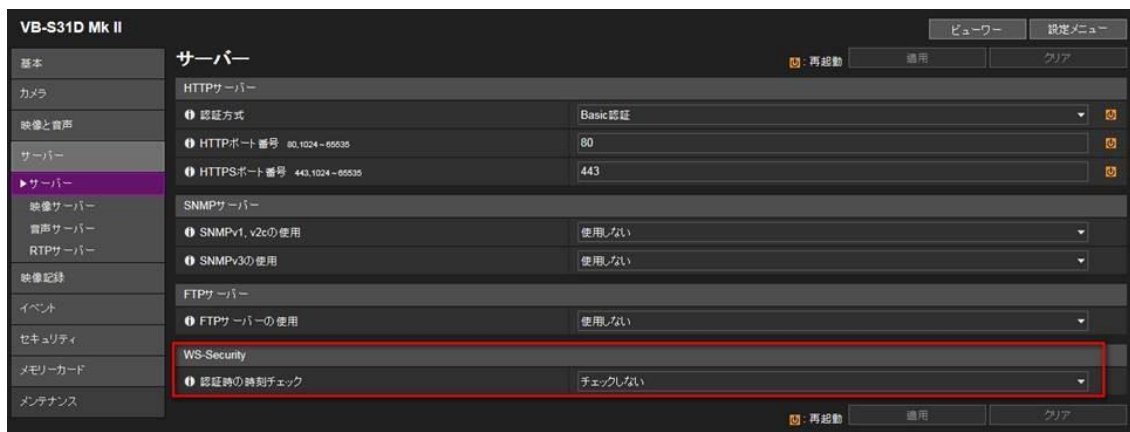 VB-S31D Mk II
ビューワー 設定メニュー
基本
カメラ
映像と音声
サーバー
▶サーバー
映像サーバー
音声サーバー
RTPサーバー
映像記録
イベント
セキュリティ
メモリーカード
メンテナンス
サーバー
:再起動 適用 クリア
HTTPサーバー
認証方式 Basic認証
HTTPポート番号 80,1024~65535 80
HTTPSポート番号 443,1024~65535 443
SNMPサーバー
SNMPv1, v2cの使用 使用しない
SNMPv3の使用 使用しない
FTPサーバー
FTPサーバーの使用 使用しない
WS-Security
認証時の時刻チェック チェックしない
:再起動 適用 クリア